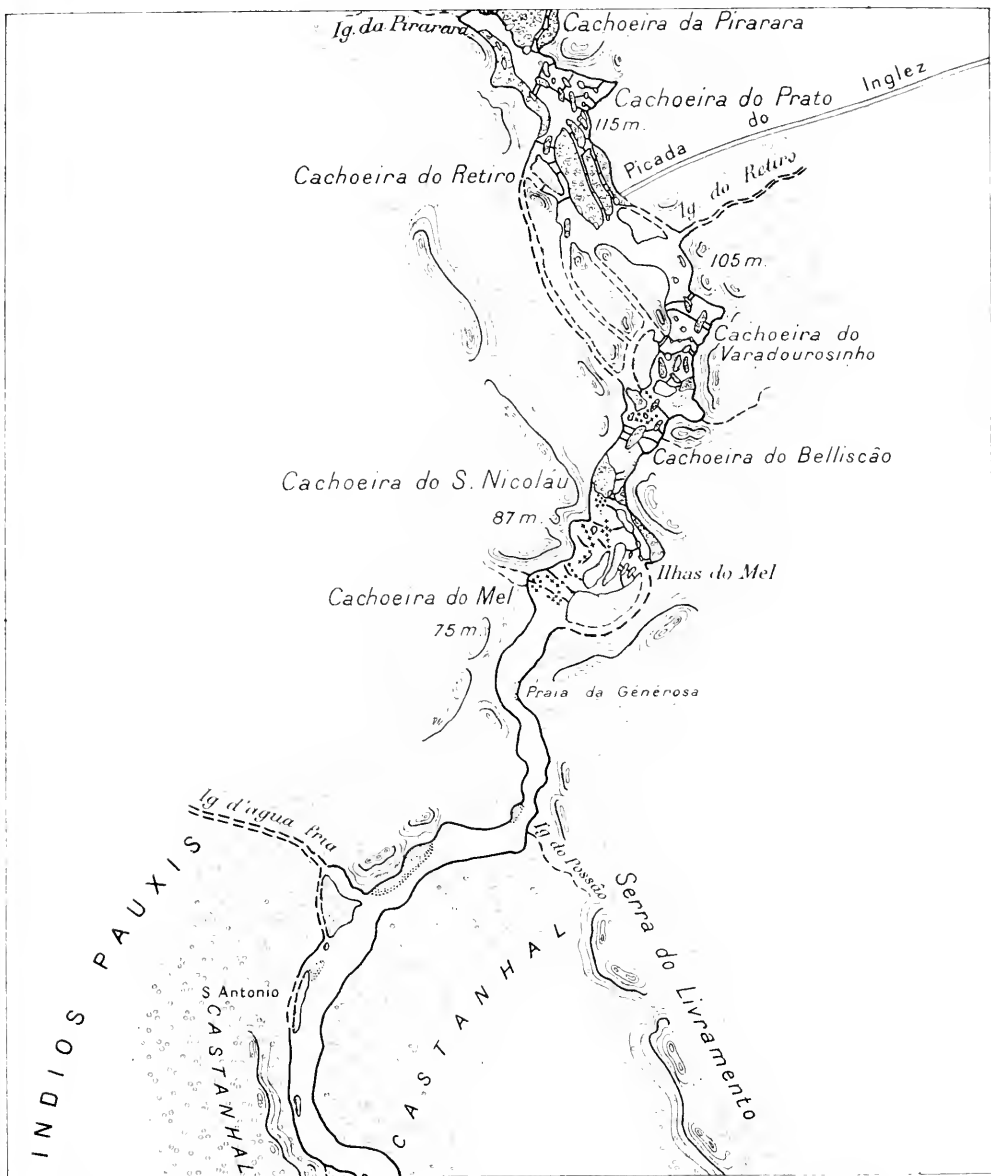 Ig. da Pirarara
Cachoeira da Pirarara
Cachoeira do Prato
115 m.
Picada do Inglez
Cachoeira do Retiro
Ig. do Retiro
105 m.
Cachoeira do
Varadourosinho
Cachoeira do Belliscão
Cachoeira do S. Nicoláu
87 m.
Ilhas do Mel
Cachoeira do Mel
75 m.
Praia da Génerosa
Ig d'agua Fria
Ig do Possão
INDIOS PAUXIS
Serra do Livramento
S Antonio
CASTANHAL
CASTANHAL